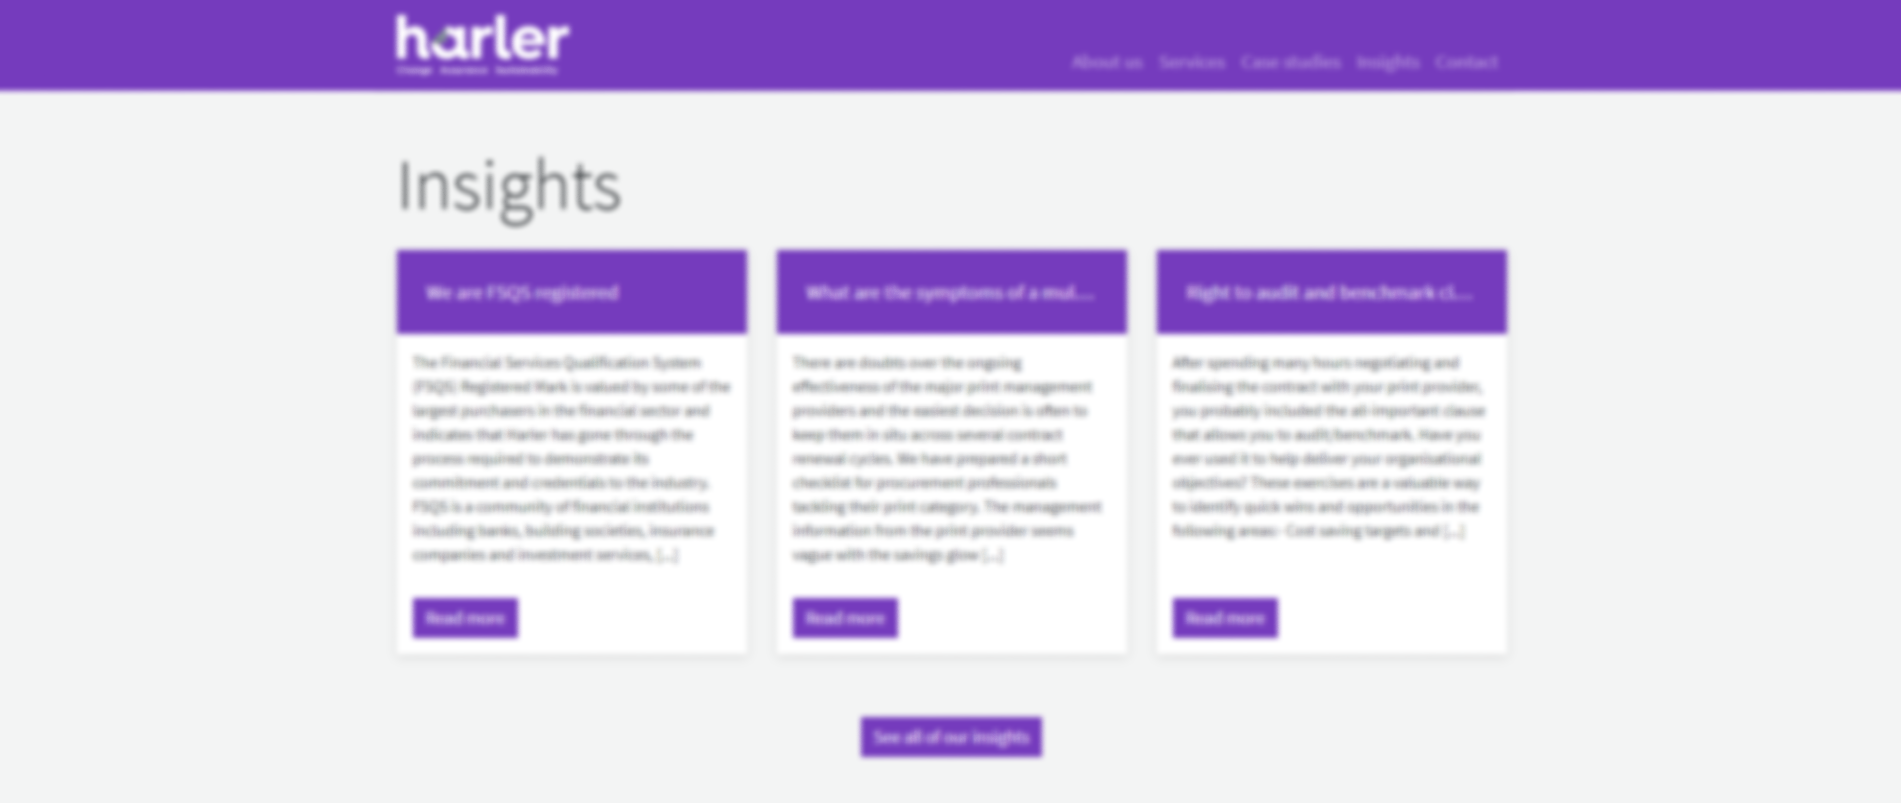 harler
Change Assurance Sustainability
About us Services Case studies Insights Contact
Insights
We are FSQS registered
The Financial Services Qualification System
(FSQS) Registered Mark is valued by some of the
largest purchasers in the financial sector and
indicates that Harler has gone through the
process required to demonstrate its
commitment and credentials to the industry.
FSQS is a community of financial institutions
including banks, building societies, insurance
companies and investment services, [...]
Read more
What are the symptoms of a mul....
There are doubts over the ongoing
effectiveness of the major print management
providers and the easiest decision is often to
keep them in situ across several contract
renewal cycles. We have prepared a short
checklist for procurement professionals
tackling their print category. The management
information from the print provider seems
vague with the savings glow [...]
Read more
Right to audit and benchmark cl....
After spending many hours negotiating and
finalising the contract with your print provider,
you probably included the all-important clause
that allows you to audit/benchmark. Have you
ever used it to help deliver your organisational
objectives? These exercises are a valuable way
to identify quick wins and opportunities in the
following areas:- Cost saving targets and [...]
Read more
See all of our insights